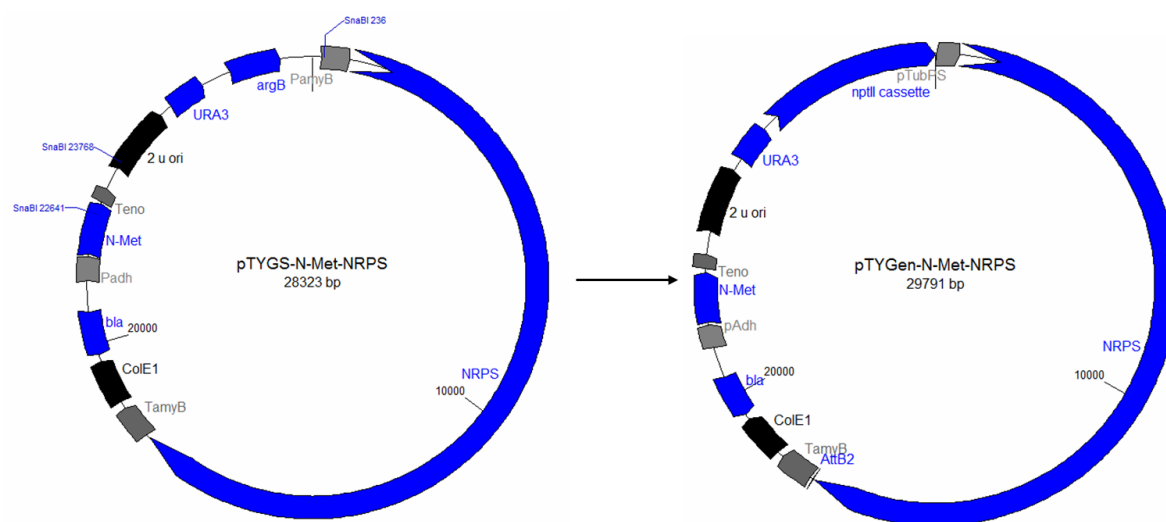 SnaBI 236
argB
PamyB
URA3
SnaBI 23768
2 u ori
Teno
SnaBI 22641
N-Met
Padh
pTYGS-N-Met-NRPS
28323 bp
bla
20000
ColE1
TamyB
NRPS
10000
pTubPS
nptII cassette
URA3
2 u ori
Teno
N-Met
pAdh
pTYGen-N-Met-NRPS
29791 bp
bla
20000
ColE1
TamyB
AttB2
NRPS
10000